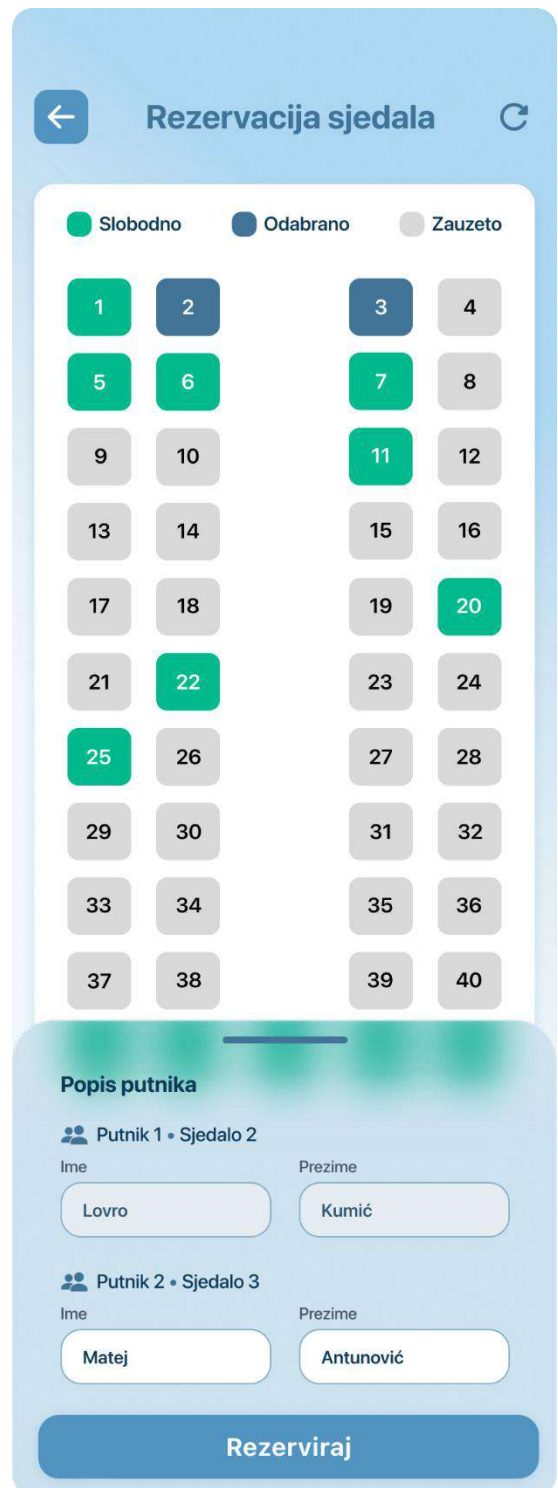 Rezervacija sjedala
Slobodno Odabrano Zauzeto
1 2 3 4
5 6 7 8
9 10 11 12
13 14 15 16
17 18 19 20
21 22 23 24
25 26 27 28
29 30 31 32
33 34 35 36
37 38 39 40
Popis putnika
Putnik 1 • Sjedalo 2
Ime Prezime
Lovro Kumić
Putnik 2 • Sjedalo 3
Ime Prezime
Matej Antunović
Rezerviraj